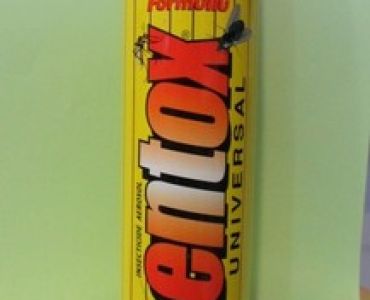 Formula
entox®
UNIVERSAL
INSECTICIDE AEROSOL